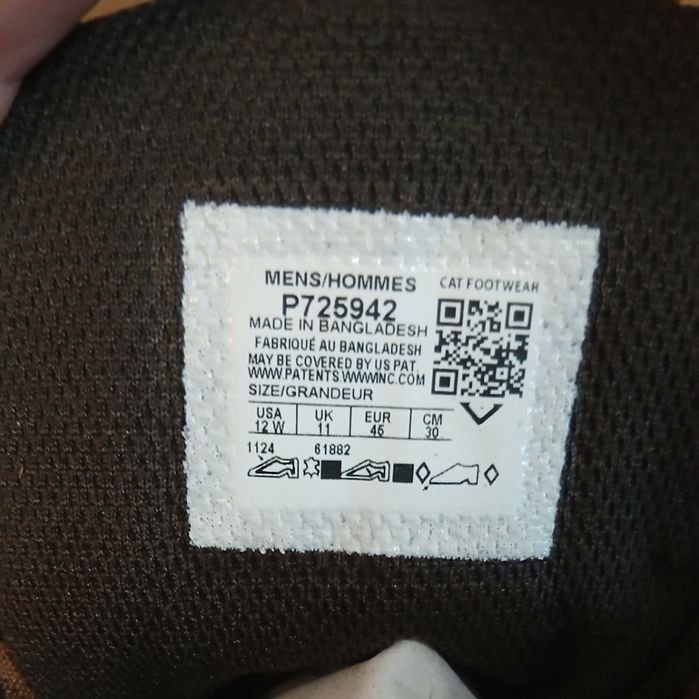 MENS/HOMMES
CAT FOOTWEAR
P725942
MADE IN BANGLADESH
FABRIQUÉ AU BANGLADESH
MAY BE COVERED BY US PAT.
WWW.PATENTS WWWINC.COM
SIZE/GRANDEUR
USA UK EUR CM
12 W 11 45 30
1124 61882